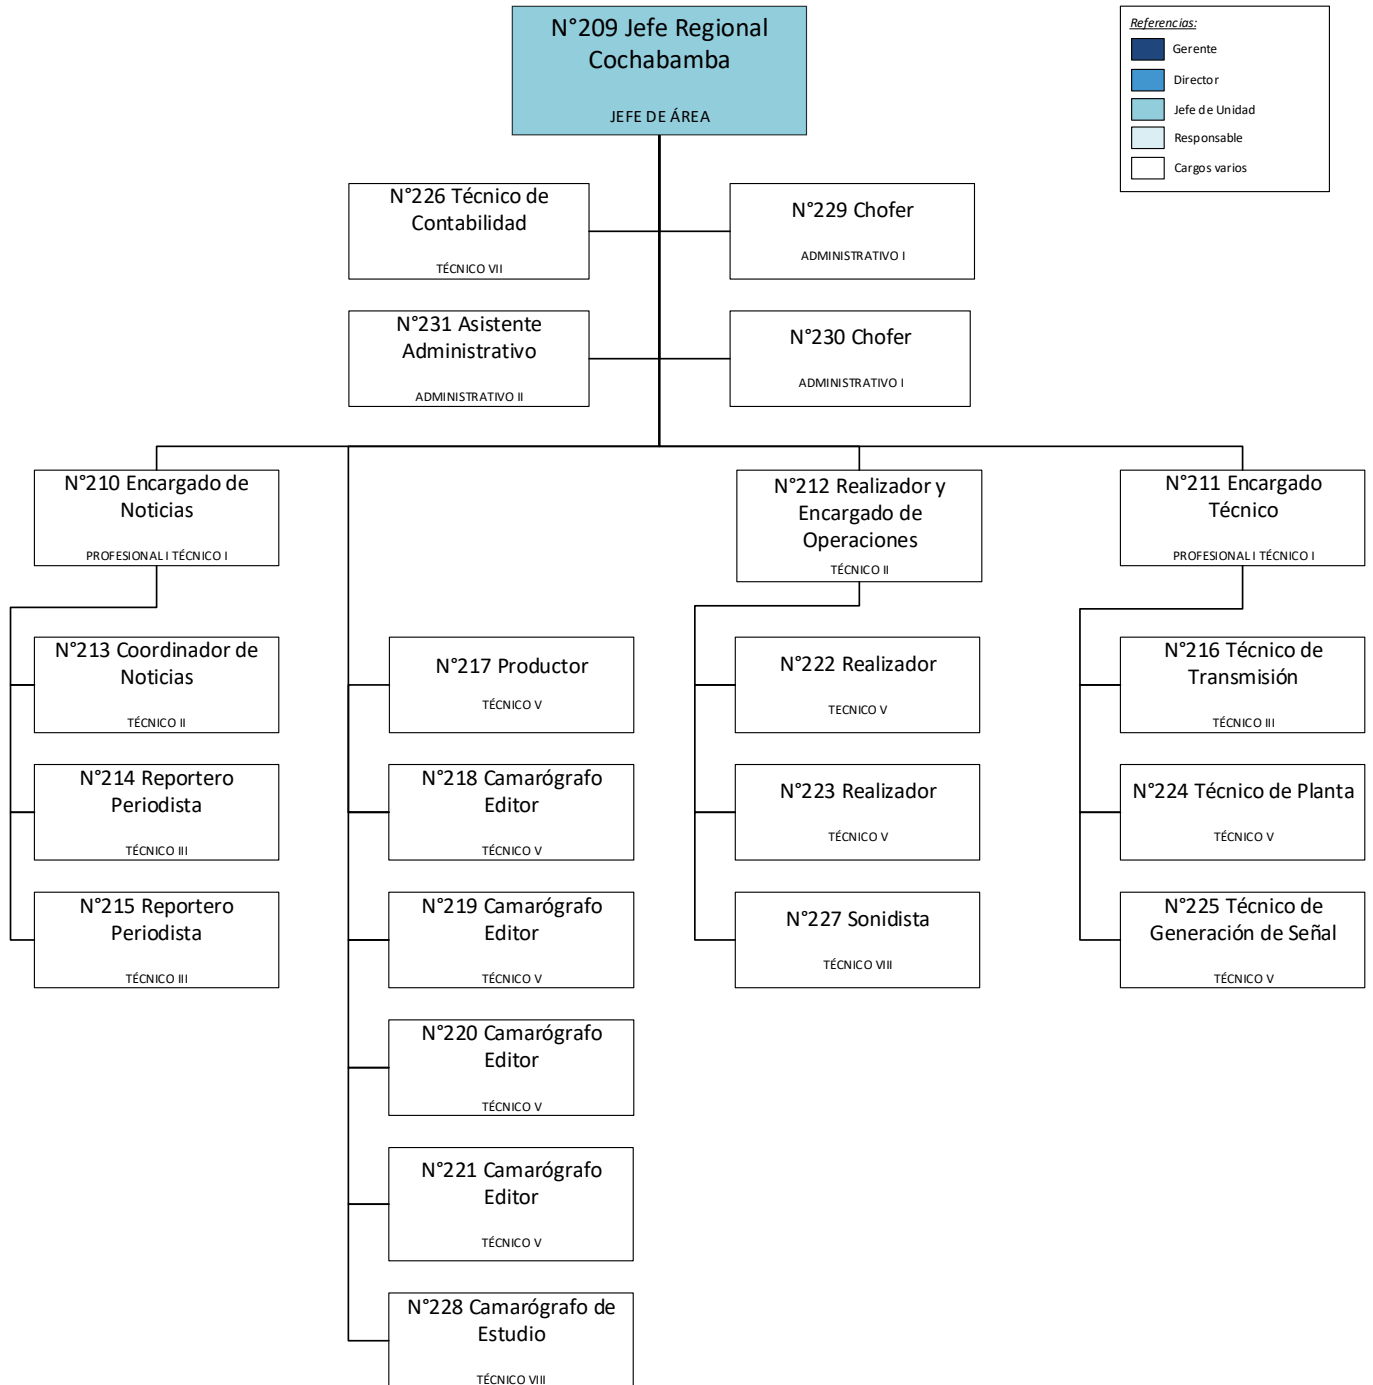 N°209 Jefe Regional
Cochabamba
JEFE DE ÁREA
Referencias:
Gerente
Director
Jefe de Unidad
Responsable
Cargos varios
N°226 Técnico de
Contabilidad
TÉCNICO VII
N°229 Chofer
ADMINISTRATIVO I
N°231 Asistente
Administrativo
ADMINISTRATIVO II
N°230 Chofer
ADMINISTRATIVO I
N°210 Encargado de
Noticias
PROFESIONAL I TÉCNICO I
N°212 Realizador y
Encargado de
Operaciones
TÉCNICO II
N°211 Encargado
Técnico
PROFESIONAL I TÉCNICO I
N°213 Coordinador de
Noticias
TÉCNICO II
N°217 Productor
TÉCNICO V
N°222 Realizador
TECNICO V
N°216 Técnico de
Transmisión
TÉCNICO III
N°214 Reportero
Periodista
TÉCNICO III
N°218 Camarógrafo
Editor
TÉCNICO V
N°223 Realizador
TÉCNICO V
N°224 Técnico de Planta
TÉCNICO V
N°215 Reportero
Periodista
TÉCNICO III
N°219 Camarógrafo
Editor
TÉCNICO V
N°227 Sonidista
TÉCNICO VIII
N°225 Técnico de
Generación de Señal
TÉCNICO V
N°220 Camarógrafo
Editor
TÉCNICO V
N°221 Camarógrafo
Editor
TÉCNICO V
N°228 Camarógrafo de
Estudio
TÉCNICO VIII